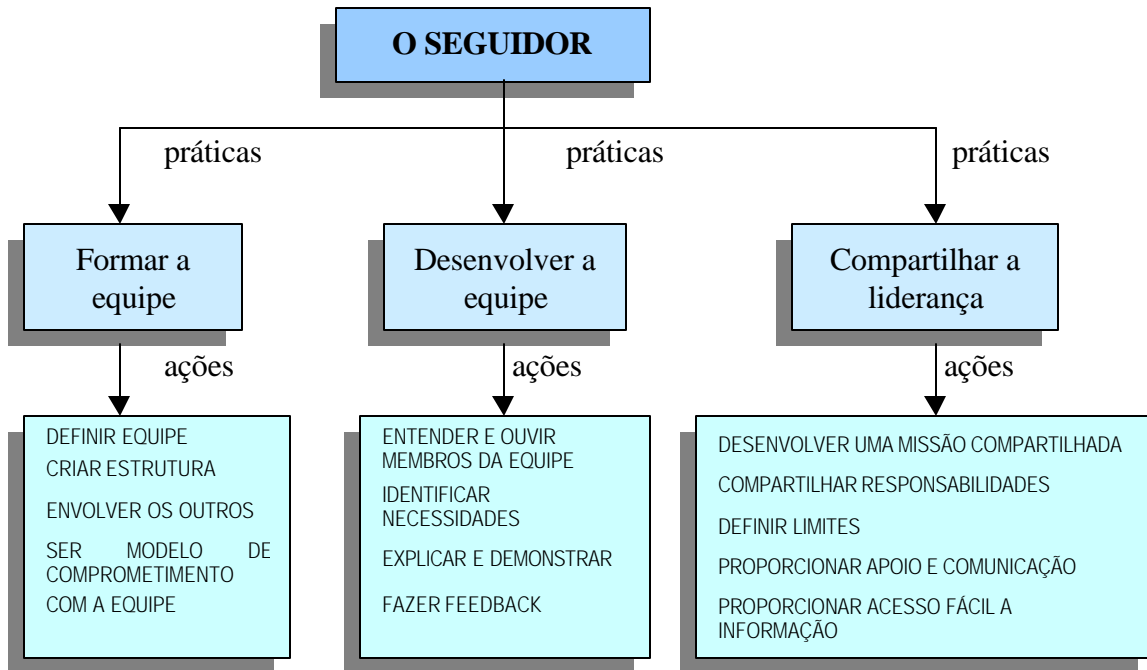 O SEGUIDOR
práticas
práticas
práticas
Formar a
equipe
Desenvolver a
equipe
Compartilhar a
liderança
ações
ações
ações
DEFINIR EQUIPE
CRIAR ESTRUTURA
ENVOLVER OS OUTROS
SER MODELO DE
COMPROMETIMENTO
COM A EQUIPE
ENTENDER E OUVIR
MEMBROS DA EQUIPE
IDENTIFICAR
NECESSIDADES
EXPLICAR E DEMONSTRAR
FAZER FEEDBACK
DESENVOLVER UMA MISSÃO COMPARTILHADA
COMPARTILHAR RESPONSABILIDADES
DEFINIR LIMITES
PROPORCIONAR APOIO E COMUNICAÇÃO
PROPORCIONAR ACESSO FÁCIL A
INFORMAÇÃO